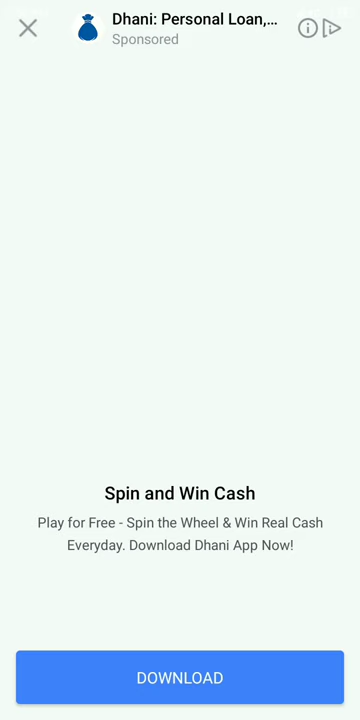 Dhani: Personal Loan,...
Sponsored
Spin and Win Cash
Play for Free - Spin the Wheel & Win Real Cash
Everyday. Download Dhani App Now!
DOWNLOAD